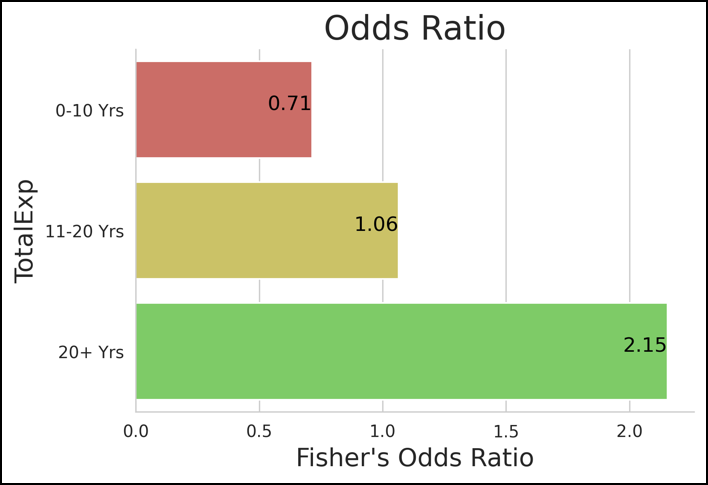 Odds Ratio
TotalExp
0-10 Yrs
0.71
11-20 Yrs
1.06
20+ Yrs
2.15
0.0 0.5 1.0 1.5 2.0
Fisher's Odds Ratio